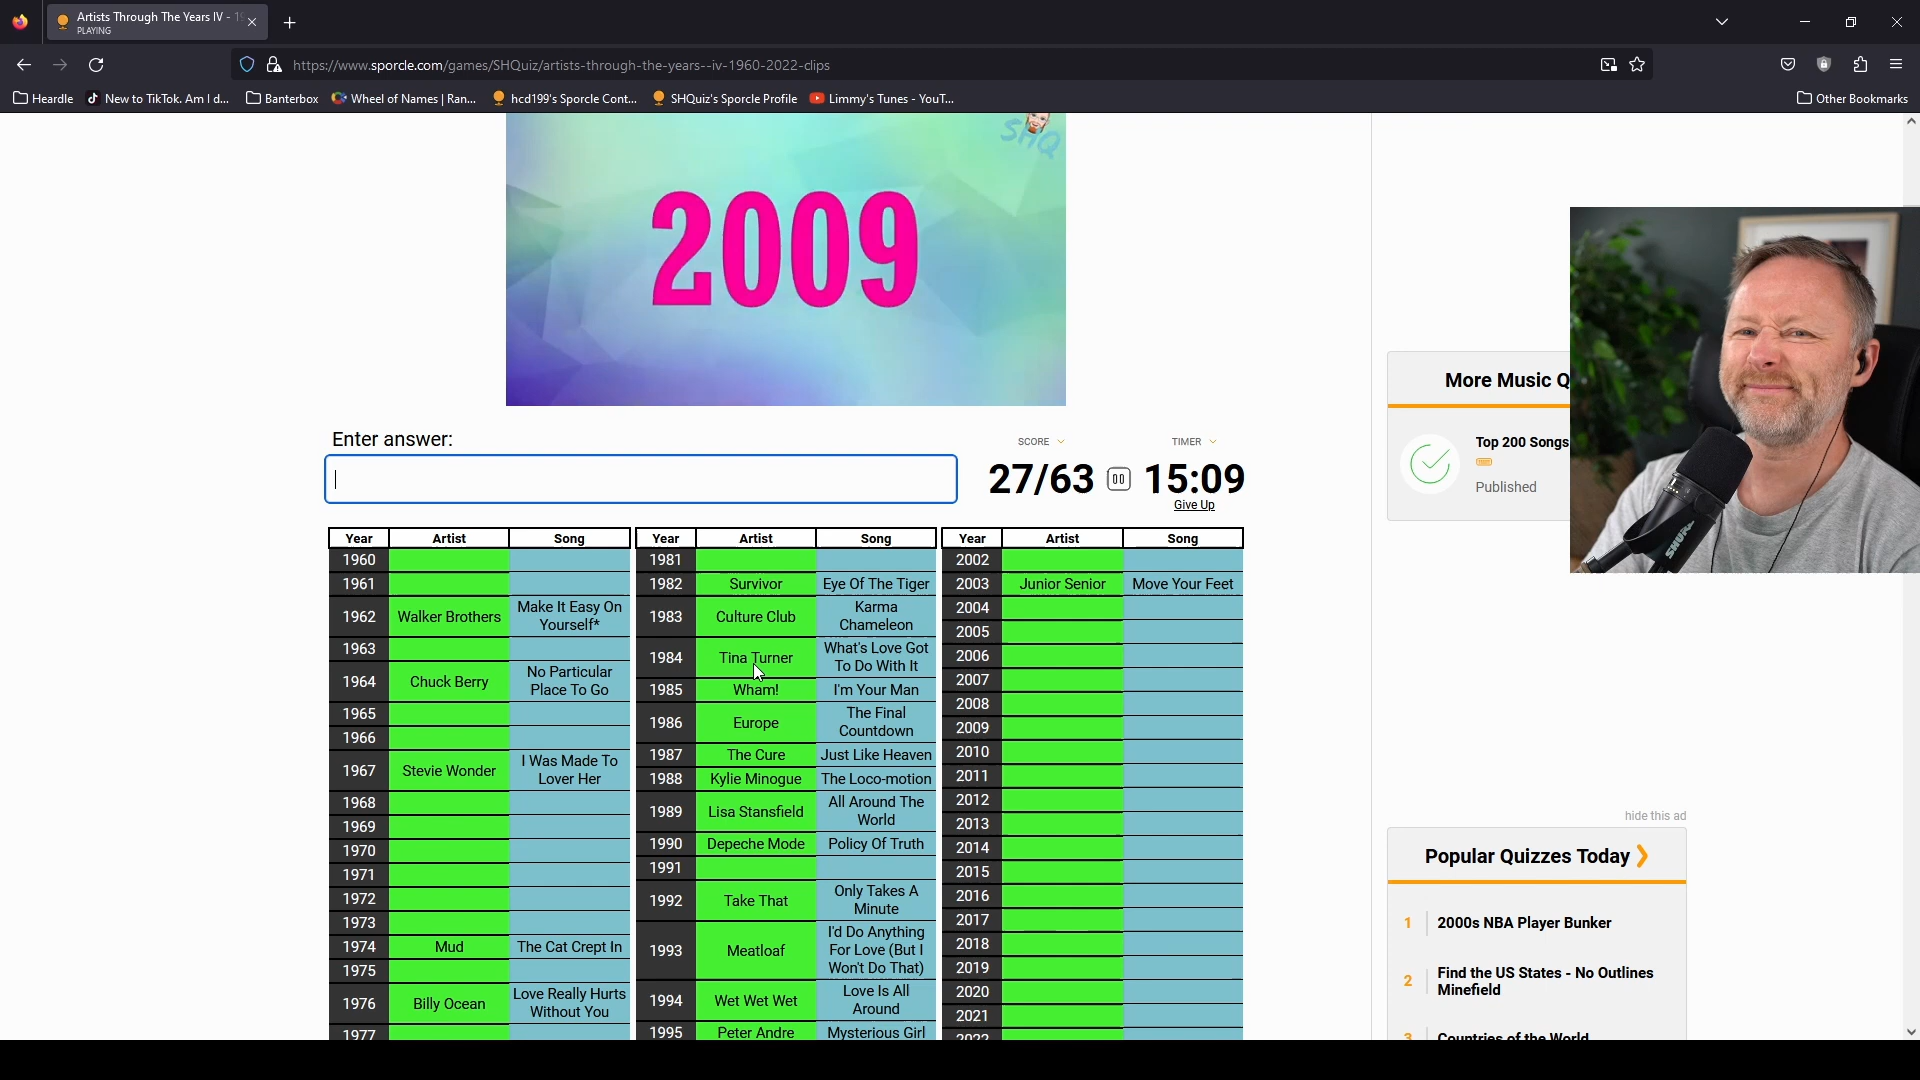 Artists Through The Years IV - 19
PLAYING
https://www.sporcle.com/games/SHQuiz/artists-through-the-years--iv-1960-2022-clips
Heardle
New to TikTok. Am I d...
Banterbox
Wheel of Names | Ran...
hcd199's Sporcle Cont...
SHQuiz's Sporcle Profile
Limmy's Tunes - YouT...
Other Bookmarks
SHQ
2009
Enter answer:
SCORE
27/63
TIMER
15:09
Give Up
Year Artist Song
1960
1961
1962 Walker Brothers Make It Easy On
Yourself*
1963
1964 Chuck Berry No Particular
Place To Go
1965
1966
1967 Stevie Wonder I Was Made To
Lover Her
1968
1969
1970
1971
1972
1973
1974 Mud The Cat Crept In
1975
1976 Billy Ocean Love Really Hurts
Without You
1977
Year Artist Song
1981
1982 Survivor Eye Of The Tiger
1983 Culture Club Karma
Chameleon
1984 Tina Turner What's Love Got
To Do With It
1985 Wham! I'm Your Man
1986 Europe The Final
Countdown
1987 The Cure Just Like Heaven
1988 Kylie Minogue The Loco-motion
1989 Lisa Stansfield All Around The
World
1990 Depeche Mode Policy Of Truth
1991
1992 Take That Only Takes A
Minute
1993 Meatloaf I'd Do Anything
For Love (But I
Won't Do That)
1994 Wet Wet Wet Love Is All
Around
1995 Peter Andre Mysterious Girl
Year Artist Song
2002
2003 Junior Senior Move Your Feet
2004
2005
2006
2007
2008
2009
2010
2011
2012
2013
2014
2015
2016
2017
2018
2019
2020
2021
2022
More Music Q
Top 200 Songs
Published
SHURE
hide this ad
Popular Quizzes Today
1 2000s NBA Player Bunker
2 Find the US States - No Outlines
Minefield
3 Countries of the World